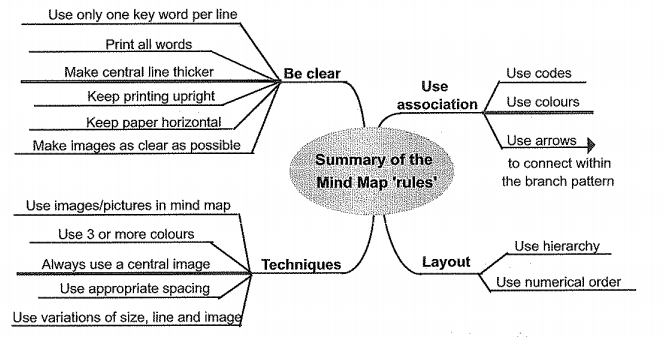 Use only one key word per line
Print all words
Make central line thicker
Keep printing upright
Keep paper horizontal
Make images as clear as possible
Be clear
Use
association
Use codes
Use colours
Use arrows
to connect within
the branch pattern
Summary of the
Mind Map 'rules'
Use images/pictures in mind map
Use 3 or more colours
Always use a central image
Use appropriate spacing
Use variations of size, line and image
Techniques
Layout
Use hierarchy
Use numerical order